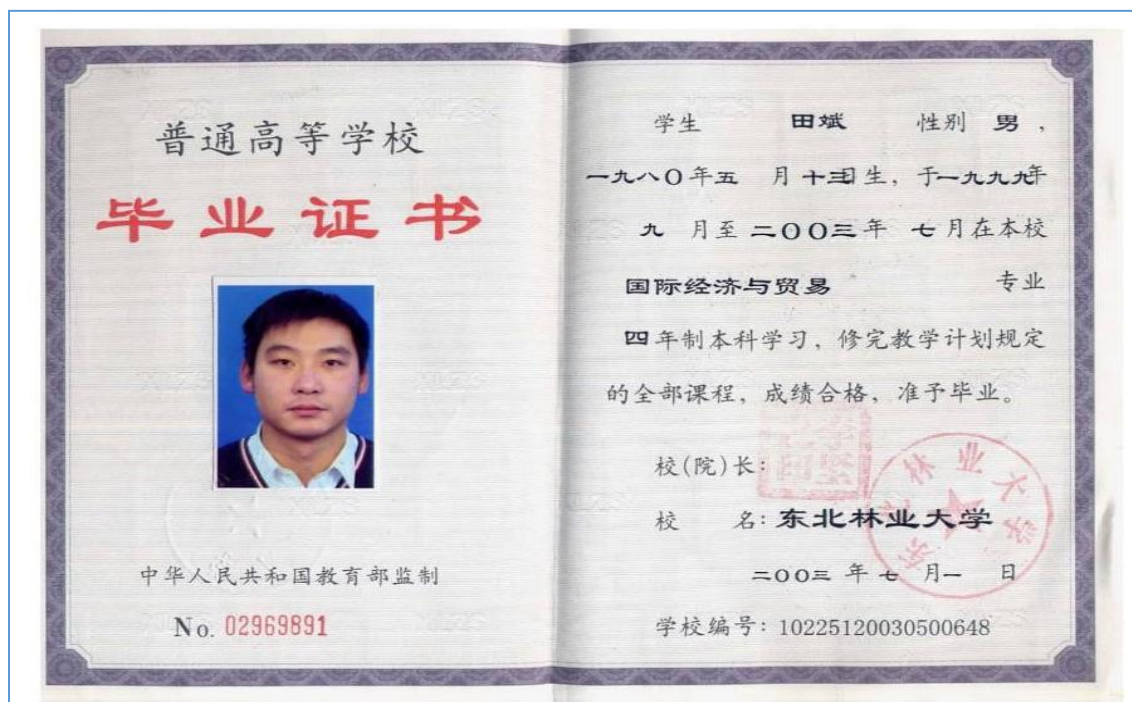 普通高等学校
毕业证书
中华人民共和国教育部监制
No. 02969891
学生 田斌 性别 男，
一九八〇年五 月十三日生，于一九九九年
九 月至二〇〇三年 七月在本校
国际经济与贸易 专业
四年制本科学习，修完教学计划规定
的全部课程，成绩合格，准予毕业。
校(院)长：
校 名：东北林业大学
东北林业大学
二〇〇三 年七 月一 日
学校编号：10225120030500648